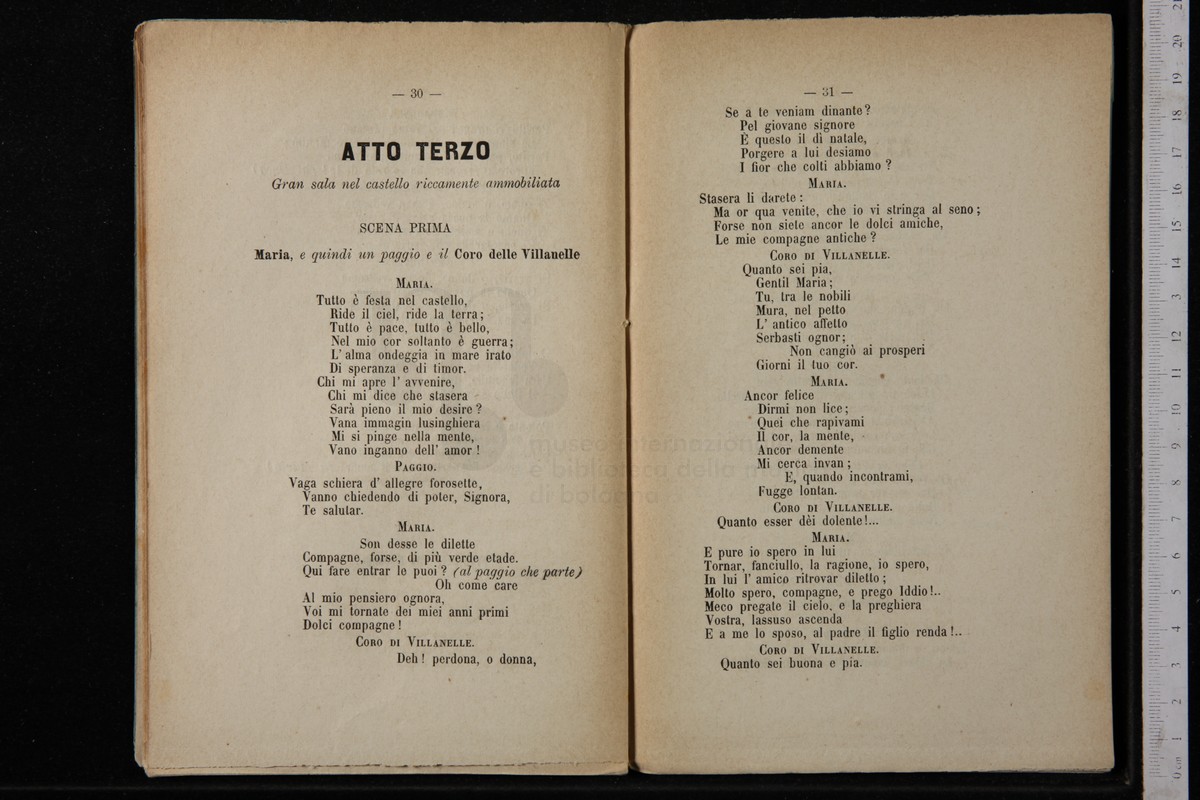 — 30 —
ATTO TERZO
Gran sala nel castello riccamente ammobiliata
SCENA PRIMA
Maria, e quindi un paggio e il Coro delle Villanelle
MARIA.
Tutto è festa nel castello,
Ride il ciel, ride la terra;
Tutto è pace, tutto è bello,
Nel mio cor soltanto è guerra;
L' alma ondeggia in mare irato
Di speranza e di timor.
Chi mi apre l' avvenire,
Chi mi dice che stasera
Sarà pieno il mio desire?
Vana immagin lusinghiera
Mi si pinge nella mente,
Vano inganno dell' amor!
PAGGIO.
Vaga schiera d' allegre forosette,
Vanno chiedendo di poter, Signora,
Te salutar.
MARIA.
Son desse le dilette
Compagne, forse, di più verde etade.
Qui fare entrar le puoi? (al paggio che parte)
Oh come care
Al mio pensiero ognora,
Voi mi tornate dei miei anni primi
Dolci compagne!
CORO DI VILLANELLE.
Deh! perdona, o donna,
— 31 —
Se a te veniam dinante?
Pel giovane signore
È questo il dì natale,
Porgere a lui desiamo
I fior che colti abbiamo?
MARIA.
Stasera li darete:
Ma or qua venite, che io vi stringa al seno;
Forse non siete ancor le dolci amiche,
Le mie compagne antiche?
CORO DI VILLANELLE.
Quanto sei pia,
Gentil Maria;
Tu, tra le nobili
Mura, nel petto
L' antico affetto
Serbasti ognor;
Non cangiò ai prosperi
Giorni il tuo cor.
MARIA.
Ancor felice
Dirmi non lice;
Quei che rapivami
Il cor, la mente,
Ancor demente
Mi cerca invan;
E, quando incontrami,
Fugge lontan.
CORO DI VILLANELLE.
Quanto esser dèi dolente!...
MARIA.
E pure io spero in lui
Tornar, fanciullo, la ragione, io spero,
In lui l' amico ritrovar diletto;
Molto spero, compagne, e prego Iddio!..
Meco pregate il cielo, e la preghiera
Vostra, lassuso ascenda
E a me lo sposo, al padre il figlio renda!..
CORO DI VILLANELLE.
Quanto sei buona e pia.
museo internazion
e biblioteca della m
di bologna